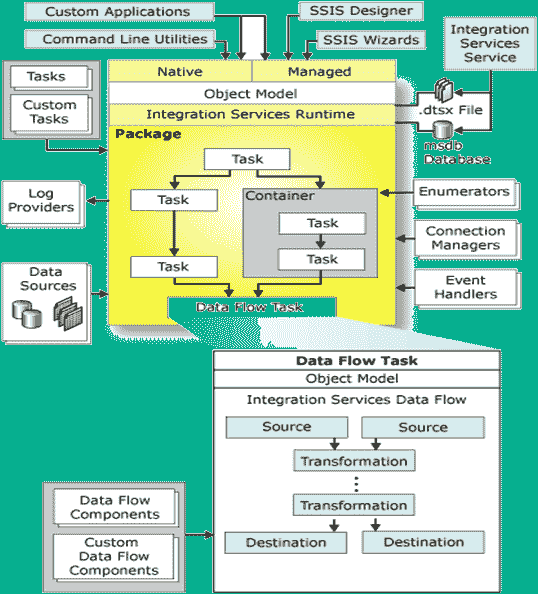 Custom Applications
SSIS Designer
Command Line Utilities
SSIS Wizards
Integration
Services
Service
Tasks
Custom
Tasks
Native
Managed
Object Model
Integration Services Runtime
Package
.dtsx File
msdb
Database
Task
Log
Providers
Task
Container
Task
Task
Task
Enumerators
Connection
Managers
Data
Sources
Event
Handlers
Data Flow Task
Data Flow Task
Object Model
Integration Services Data Flow
Source
Source
Transformation
Transformation
Destination
Destination
Data Flow
Components
Custom
Data Flow
Components